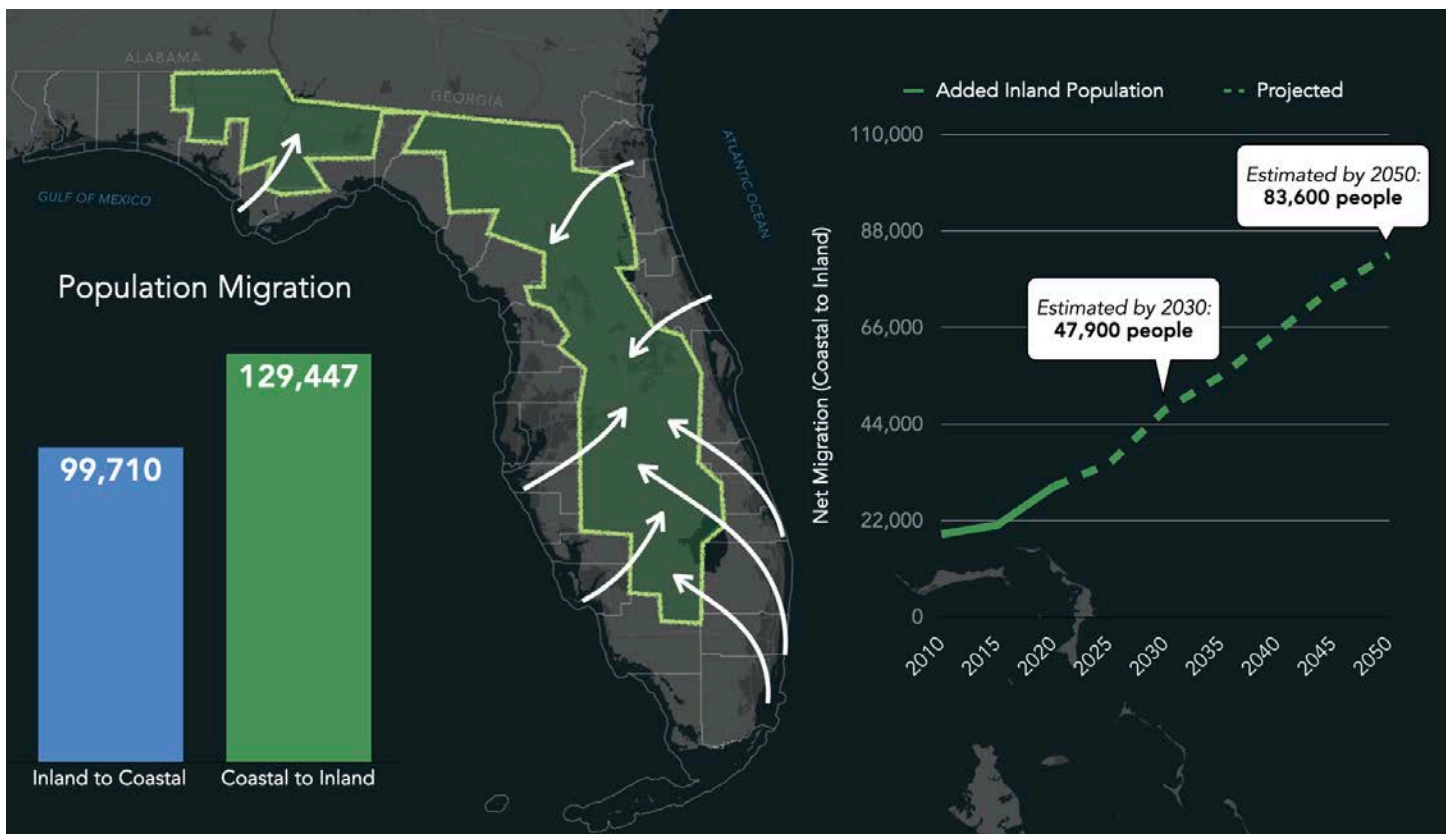 ALABAMA
GEORGIA
GULF OF MEXICO
ATLANTIC OCEAN
Population Migration
99,710
129,447
Inland to Coastal
Coastal to Inland
Added Inland Population
Projected
Net Migration (Coastal to Inland)
110,000
88,000
66,000
44,000
22,000
0
Estimated by 2030:
47,900 people
Estimated by 2050:
83,600 people
2010
2015
2020
2025
2030
2035
2040
2045
2050